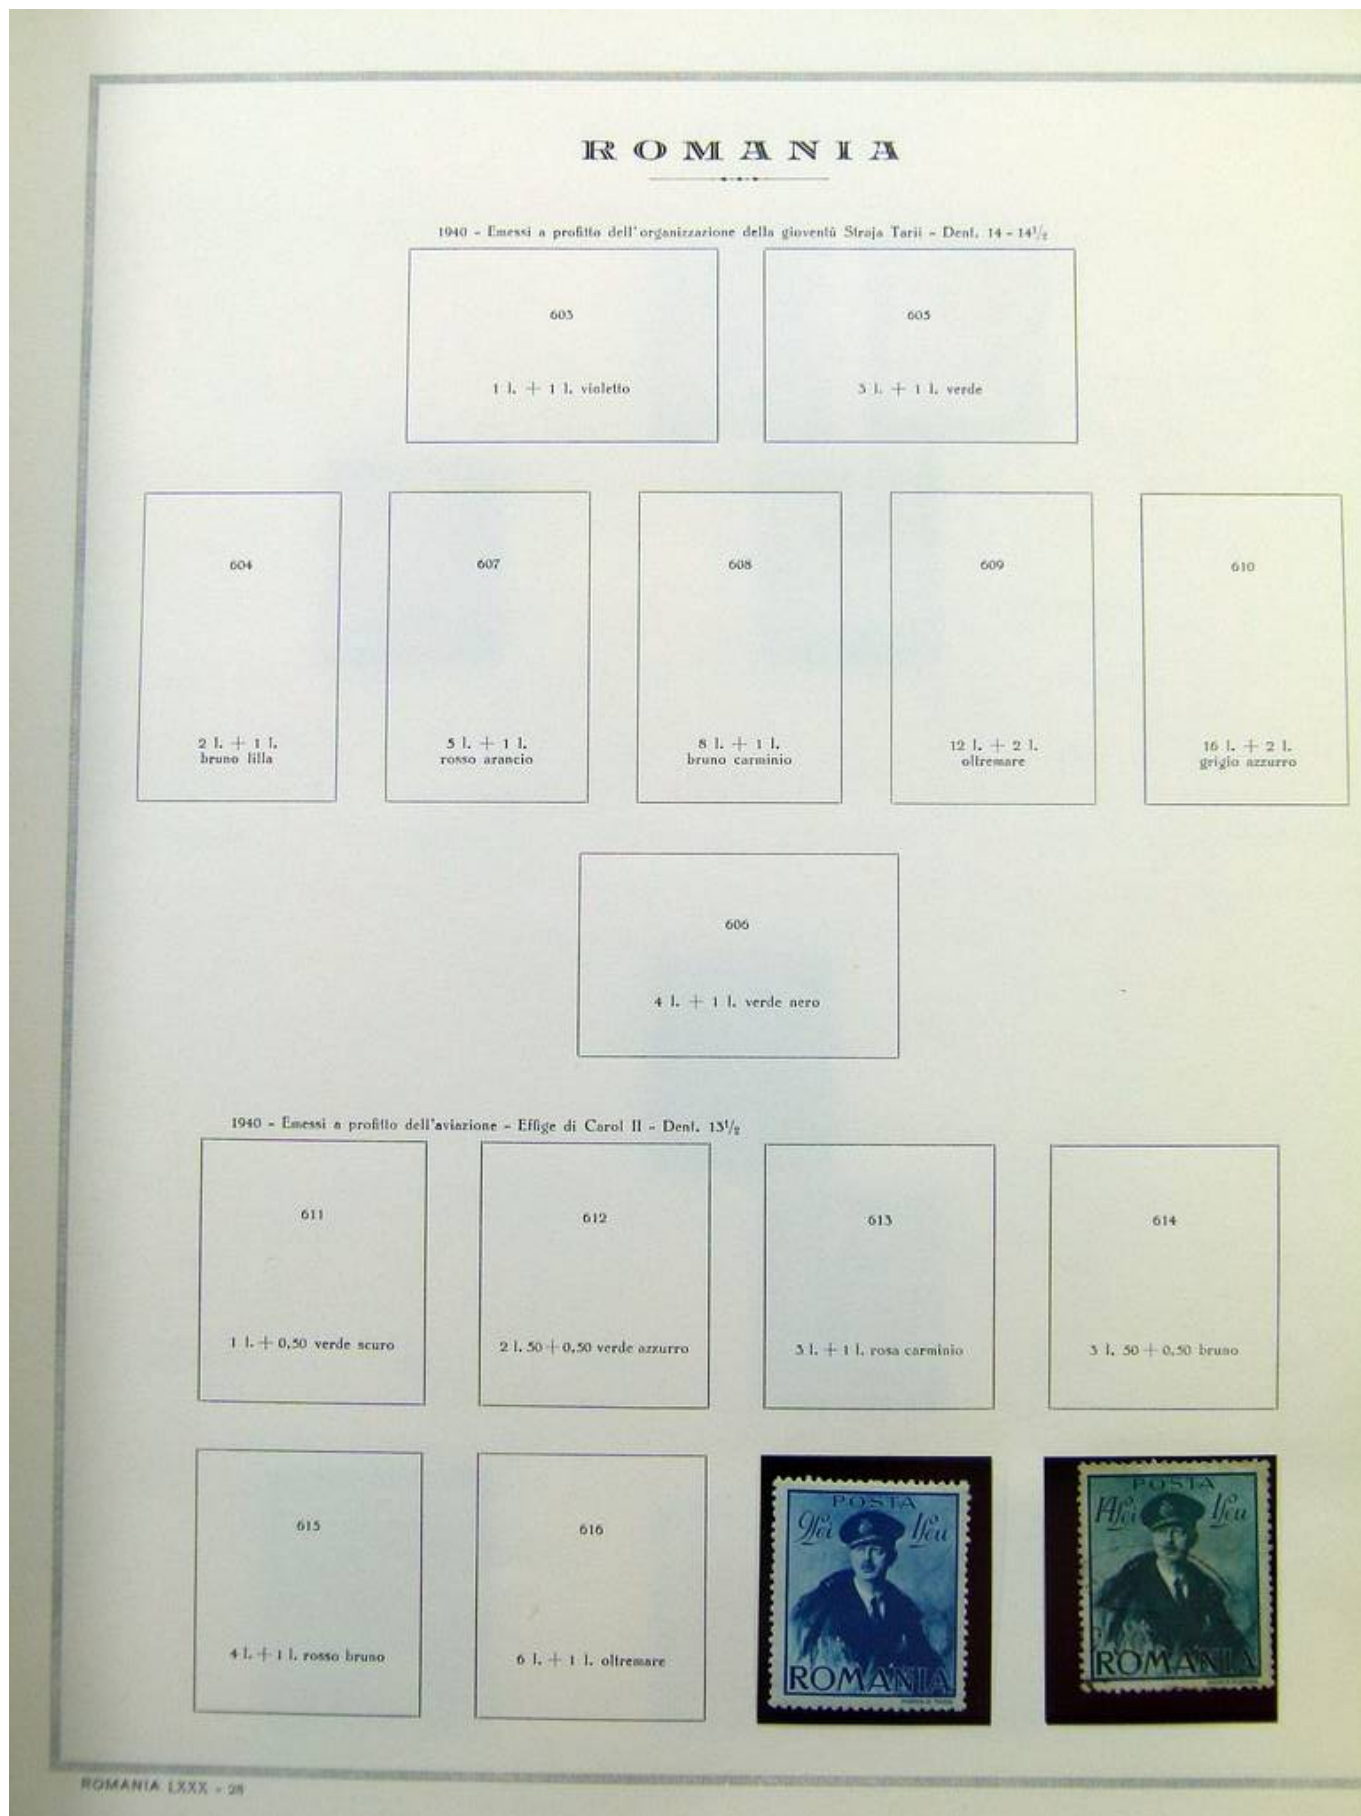 ROMANIA
1940 - Emessi a profitto dell'organizzazione della gioventù Straja Tarii - Dent. 14 - 14½
603
1 l. + 1 l. violetto
605
3 l. + 1 l. verde
604
2 l. + 1 l.
bruno lilla
607
5 l. + 1 l.
rosso arancio
608
8 l. + 1 l.
bruno carminio
609
12 l. + 2 l.
oltremare
610
16 l. + 2 l.
grigio azzurro
606
4 l. + 1 l. verde nero
1940 - Emessi a profitto dell'aviazione - Effige di Carol II - Dent. 13½
611
1 l. + 0,50 verde scuro
612
2 l. 50 + 0,50 verde azzurro
613
3 l. + 1 l. rosa carminio
614
3 l. 50 + 0,50 bruno
615
4 l. + 1 l. rosso bruno
616
6 l. + 1 l. oltremare
POSTA
9 lei 1 leu
ROMANIA
POSTA
14 lei 1 leu
ROMANIA
ROMANIA LXXX - 28